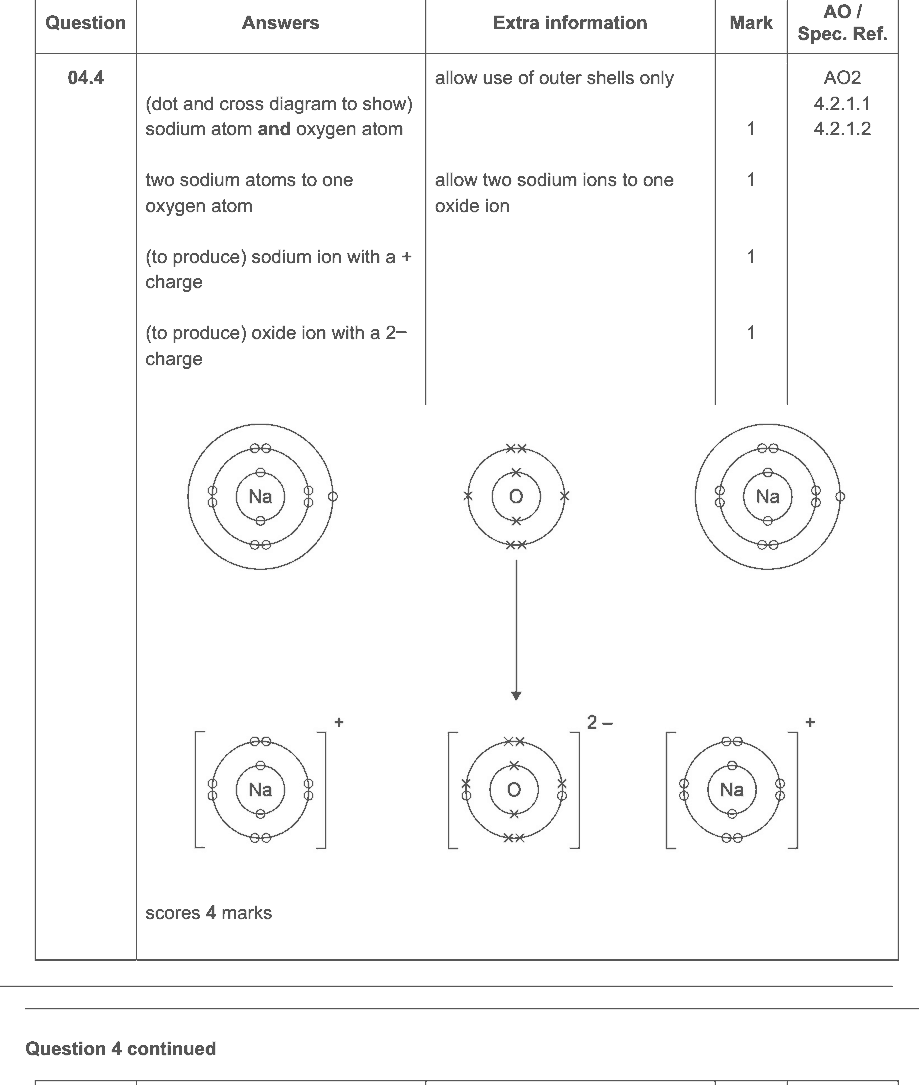 Question Answers Extra information Mark AO /
Spec. Ref.
04.4 allow use of outer shells only AO2
(dot and cross diagram to show) 4.2.1.1
sodium atom and oxygen atom 1 4.2.1.2
two sodium atoms to one allow two sodium ions to one 1
oxygen atom oxide ion
(to produce) sodium ion with a + 1
charge
(to produce) oxide ion with a 2– 1
charge
Na O Na
+ 2 – +
Na O Na
scores 4 marks
Question 4 continued